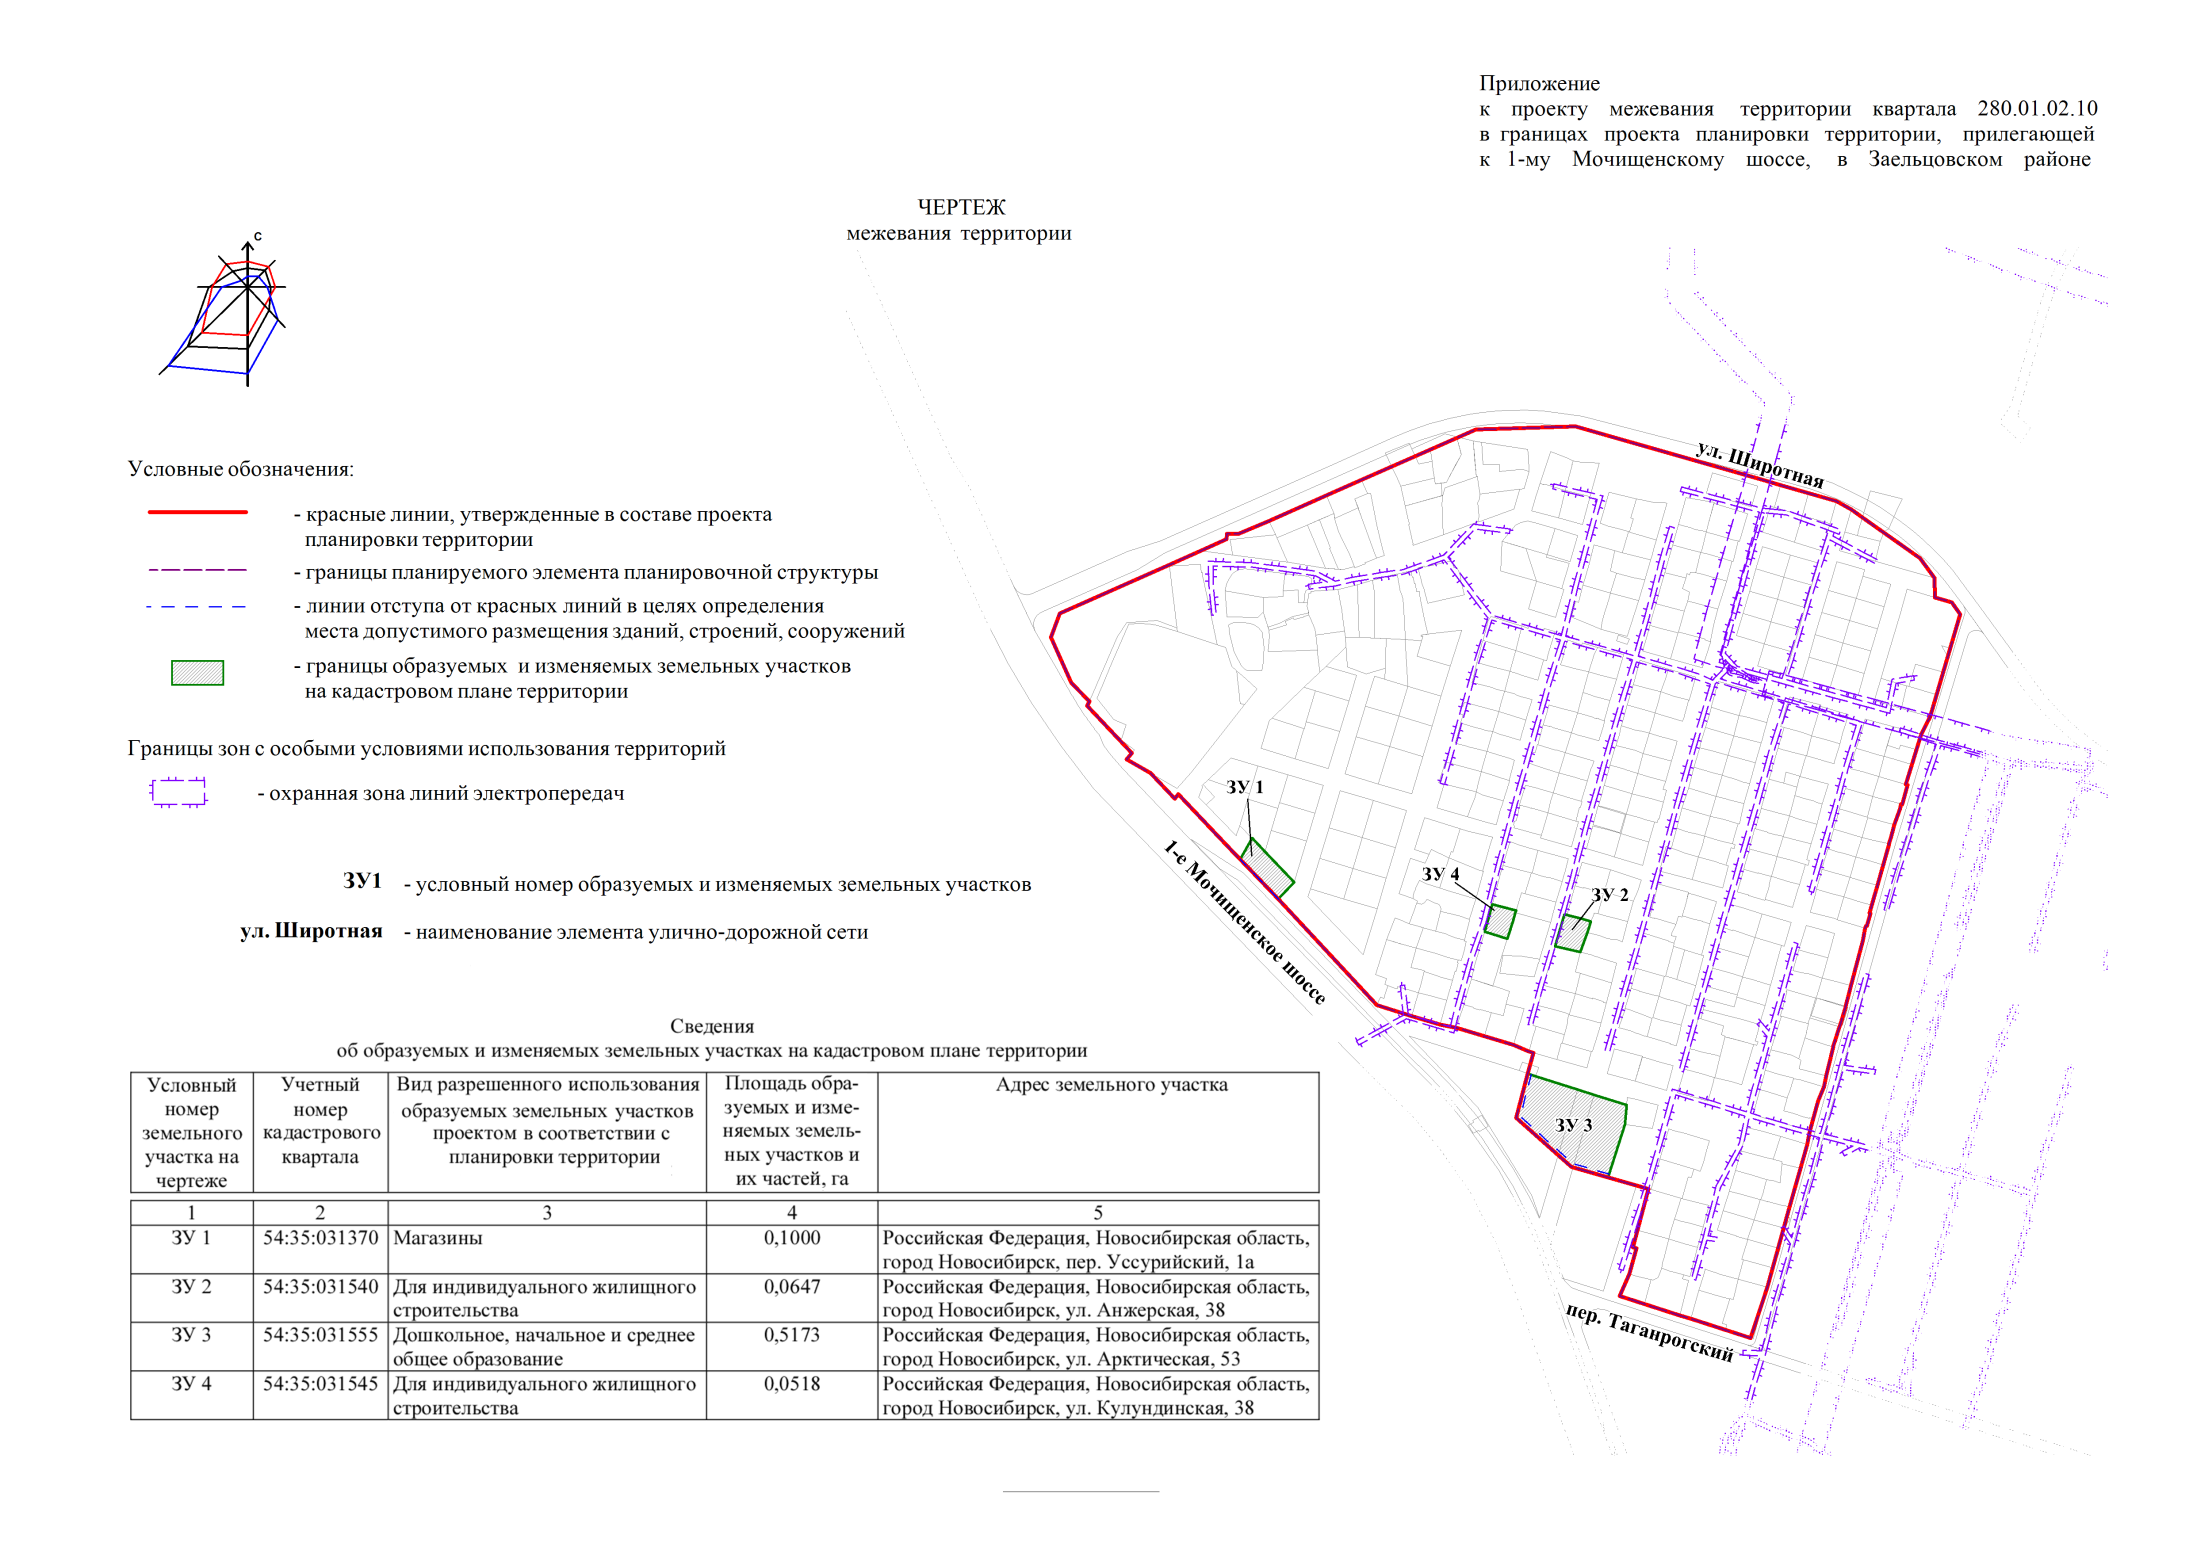 Приложение
к проекту межевания территории квартала 280.01.02.10
в границах проекта планировки территории, прилегающей
к 1-му Мочищенскому шоссе, в Заельцовском районе
ЧЕРТЕЖ
межевания территории
С
Условные обозначения:
- красные линии, утвержденные в составе проекта
планировки территории
- границы планируемого элемента планировочной структуры
- линии отступа от красных линий в целях определения
места допустимого размещения зданий, строений, сооружений
- границы образуемых и изменяемых земельных участков
на кадастровом плане территории
Границы зон с особыми условиями использования территорий
- охранная зона линий электропередач
ЗУ1 - условный номер образуемых и изменяемых земельных участков
ул. Широтная - наименование элемента улично-дорожной сети
ул. Широтная
ЗУ 1
1-е Мочищенское шоссе
ЗУ 4
ЗУ 2
ЗУ 3
пер. Таганрогский
Сведения
об образуемых и изменяемых земельных участках на кадастровом плане территории
Условный
номер
земельного
участка на
чертеже
Учетный
номер
кадастрового
квартала
Вид разрешенного использования
образуемых земельных участков
проектом в соответствии с
планировки территории
Площадь обра-
зуемых и изме-
няемых земель-
ных участков и
их частей, га
Адрес земельного участка
1 2 3 4 5
ЗУ 1 54:35:031370 Магазины 0,1000 Российская Федерация, Новосибирская область,
город Новосибирск, пер. Уссурийский, 1а
ЗУ 2 54:35:031540 Для индивидуального жилищного 0,0647 Российская Федерация, Новосибирская область,
строительства город Новосибирск, ул. Анжерская, 38
ЗУ 3 54:35:031555 Дошкольное, начальное и среднее 0,5173 Российская Федерация, Новосибирская область,
общее образование город Новосибирск, ул. Арктическая, 53
ЗУ 4 54:35:031545 Для индивидуального жилищного 0,0518 Российская Федерация, Новосибирская область,
строительства город Новосибирск, ул. Кулундинская, 38